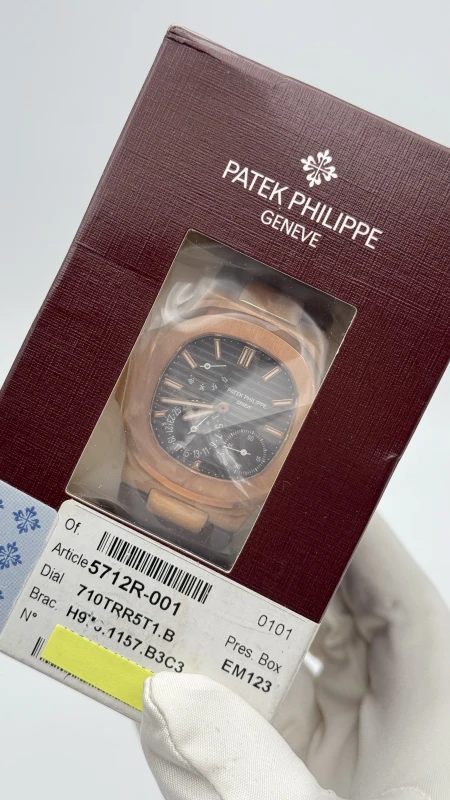 PATEK PHILIPPE
GENEVE
PATEK PHILIPPE
GENEVE
Of.
Article 5712R-001 0101
Dial 710TRR5T1.B Pres. Box
Brac. EM123
N°